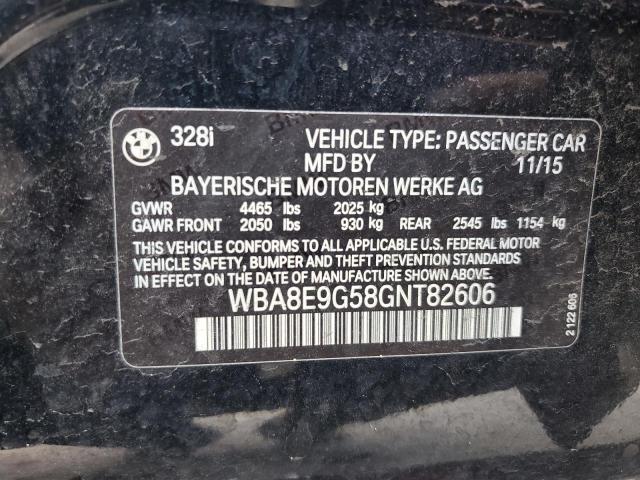 328i VEHICLE TYPE: PASSENGER CAR
MFD BY 11/15
BAYERISCHE MOTOREN WERKE AG
GVWR 4465 lbs 2025 kg
GAWR FRONT 2050 lbs 930 kg REAR 2545 lbs 1154 kg
THIS VEHICLE CONFORMS TO ALL APPLICABLE U.S. FEDERAL MOTOR
VEHICLE SAFETY, BUMPER AND THEFT PREVENTION STANDARDS
IN EFFECT ON THE DATE OF MANUFACTURE SHOWN ABOVE.
WBA8E9G58GNT82606
2 122 606